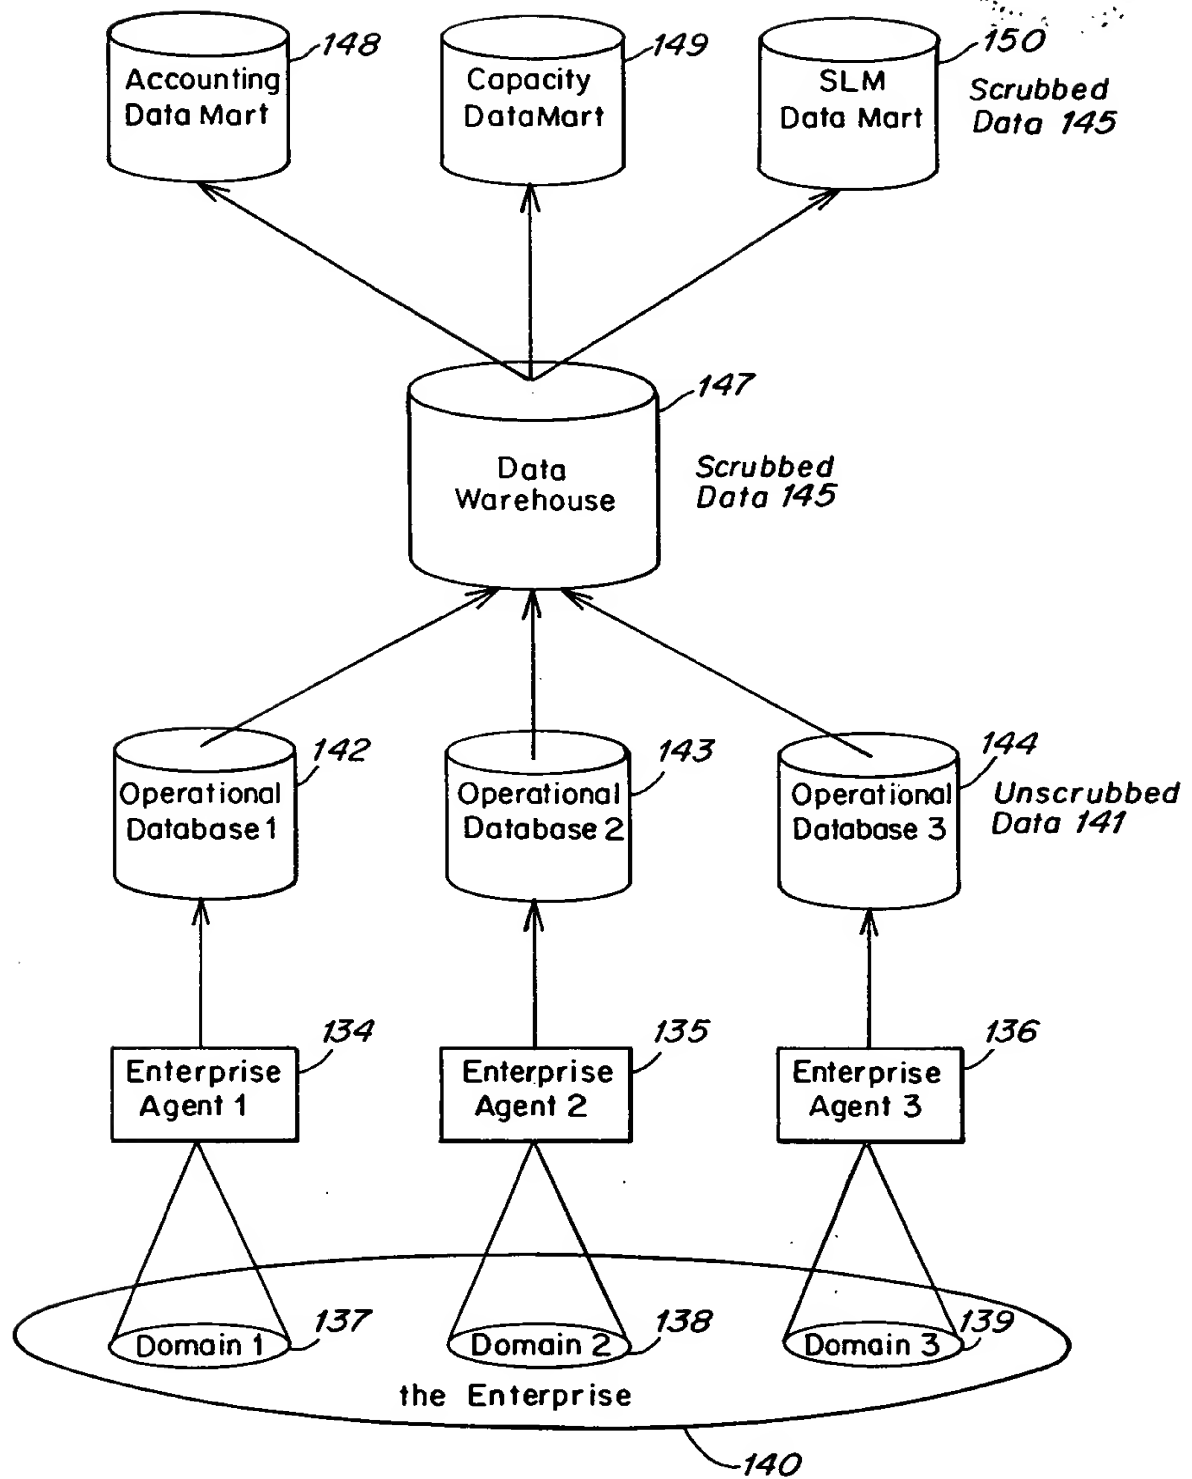 148
149
150
Accounting
Data Mart
Capacity
DataMart
SLM
Data Mart
Scrubbed
Data 145
147
Data
Warehouse
Scrubbed
Data 145
142
143
144
Operational
Database 1
Operational
Database 2
Operational
Database 3
Unscrubbed
Data 141
134
135
136
Enterprise
Agent 1
Enterprise
Agent 2
Enterprise
Agent 3
137
138
139
Domain 1
Domain 2
Domain 3
the Enterprise
140